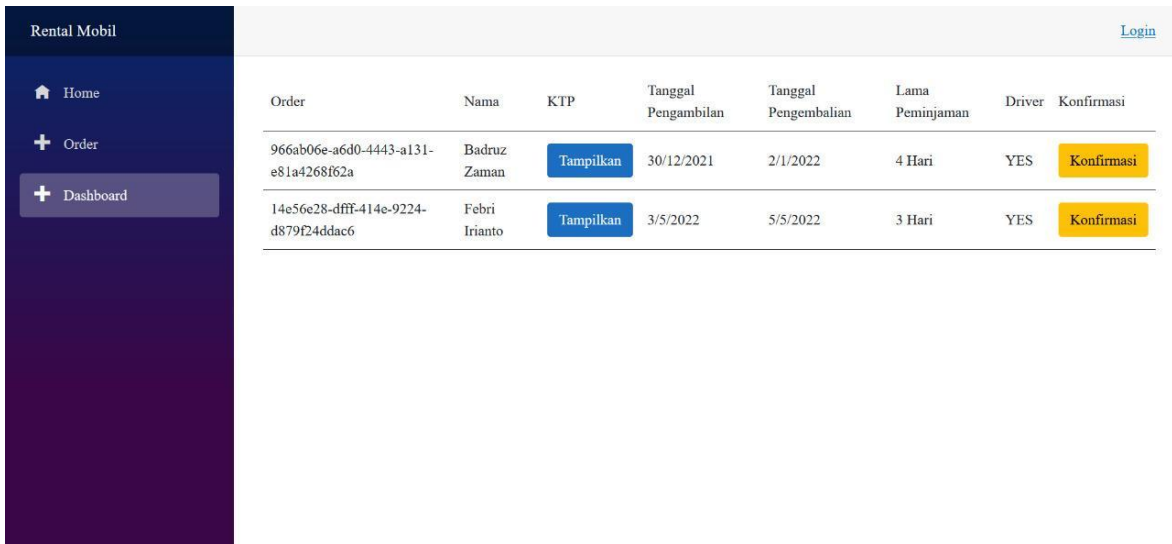 Rental Mobil
Login
Home
Order
Dashboard
Order Nama KTP Tanggal Pengambilan Tanggal Pengembalian Lama Peminjaman Driver Konfirmasi
966ab06e-a6d0-4443-a131-
e81a4268f62a
Badruz
Zaman
Tampilkan
30/12/2021
2/1/2022
4 Hari
YES
Konfirmasi
14e56e28-dfff-414e-9224-
d879f24ddac6
Febri
Irianto
Tampilkan
3/5/2022
5/5/2022
3 Hari
YES
Konfirmasi